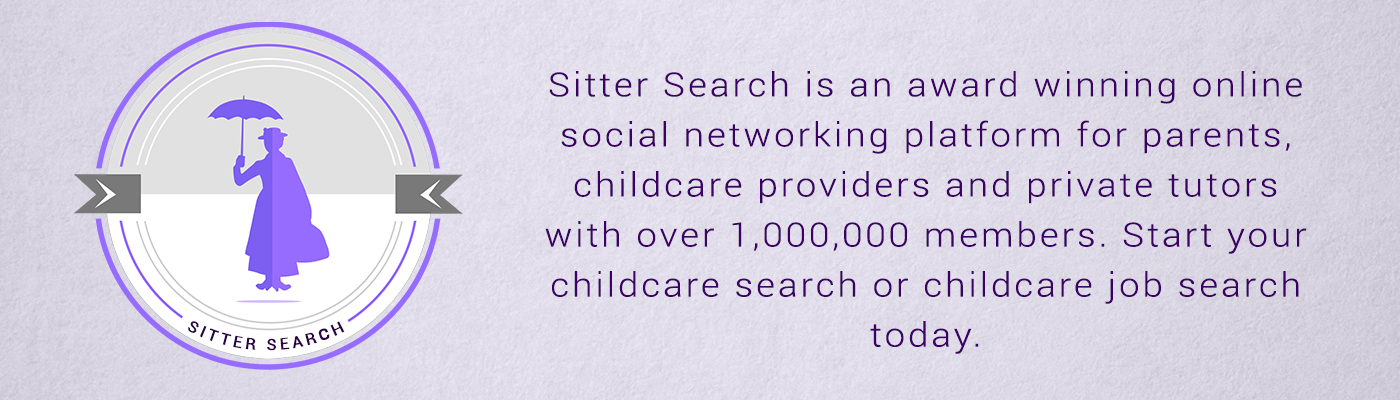 SITTER SEARCH
Sitter Search is an award winning online
social networking platform for parents,
childcare providers and private tutors
with over 1,000,000 members. Start your
childcare search or childcare job search
today.